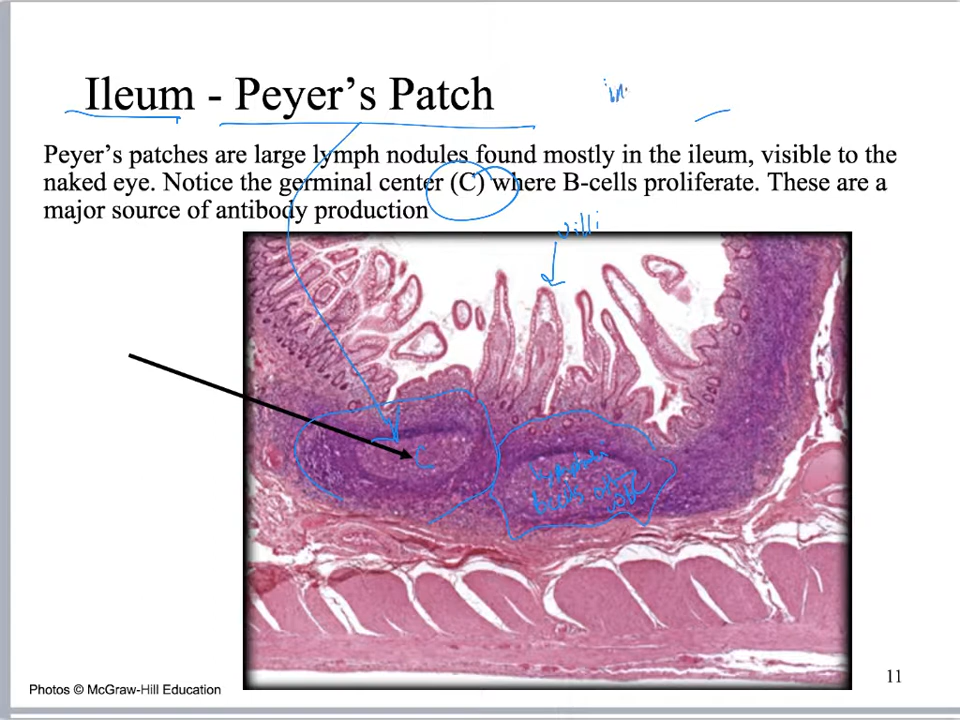 Ileum - Peyer's Patch
in
Peyer's patches are large lymph nodules found mostly in the ileum, visible to the
naked eye. Notice the germinal center (C) where B-cells proliferate. These are a
major source of antibody production
villi
C
Bcells
11
Photos © McGraw-Hill Education